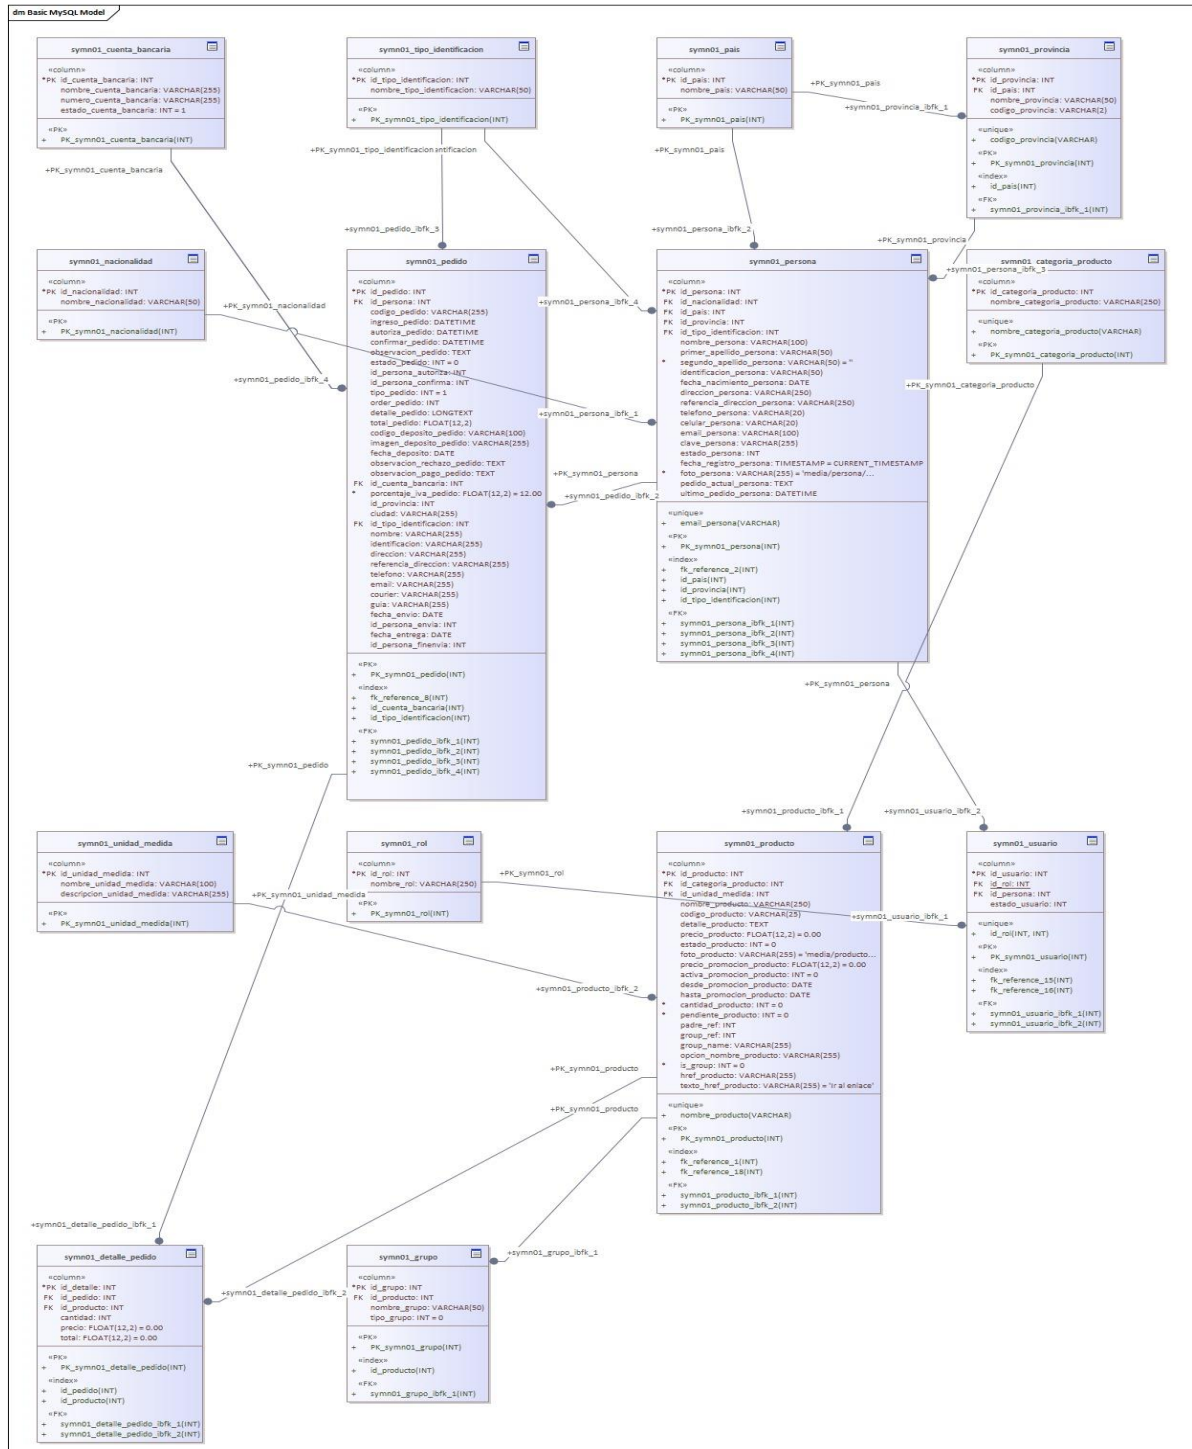 dm Basic MySQL Model
symn01_cuenta_bancaria
«column»
*PK id_cuenta_bancaria: INT
nombre_cuenta_bancaria: VARCHAR(255)
numero_cuenta_bancaria: VARCHAR(255)
estado_cuenta_bancaria: INT = 1
«PK»
+ PK_symn01_cuenta_bancaria(INT)
symn01_tipo_identificacion
«column»
*PK id_tipo_identificacion: INT
nombre_tipo_identificacion: VARCHAR(50)
«PK»
+ PK_symn01_tipo_identificacion(INT)
symn01_pais
«column»
*PK id_pais: INT
nombre_pais: VARCHAR(50)
«PK»
+ PK_symn01_pais(INT)
+PK_symn01_pais
+symn01_provincia_ibfk_1
symn01_provincia
«column»
*PK id_provincia: INT
FK id_pais: INT
nombre_provincia: VARCHAR(50)
codigo_provincia: VARCHAR(2)
«unique»
+ codigo_provincia(VARCHAR)
«PK»
+ PK_symn01_provincia(INT)
«index»
+ id_pais(INT)
«FK»
+ symn01_provincia_ibfk_1(INT)
+PK_symn01_cuenta_bancaria
+PK_symn01_tipo_identificacion
+PK_symn01_pais
+symn01_pedido_ibfk_3
+symn01_persona_ibfk_2
+PK_symn01_provincia
+symn01_persona_ibfk_3
symn01_nacionalidad
«column»
*PK id_nacionalidad: INT
nombre_nacionalidad: VARCHAR(50)
«PK»
+ PK_symn01_nacionalidad(INT)
+PK_symn01_nacionalidad
+symn01_pedido_ibfk_4
symn01_pedido
«column»
*PK id_pedido: INT
FK id_persona: INT
codigo_pedido: VARCHAR(255)
ingreso_pedido: DATETIME
autoriza_pedido: DATETIME
confirmar_pedido: DATETIME
observacion_pedido: TEXT
estado_pedido: INT = 0
id_persona_autoriza: INT
id_persona_confirma: INT
tipo_pedido: INT = 1
order_pedido: INT
detalle_pedido: LONGTEXT
total_pedido: FLOAT(12,2)
codigo_deposito_pedido: VARCHAR(100)
imagen_deposito_pedido: VARCHAR(255)
fecha_deposito: DATE
observacion_rechazo_pedido: TEXT
observacion_pago_pedido: TEXT
FK id_cuenta_bancaria: INT
* porcentaje_iva_pedido: FLOAT(12,2) = 12.00
id_provincia: INT
ciudad: VARCHAR(255)
FK id_tipo_identificacion: INT
nombre: VARCHAR(255)
identificacion: VARCHAR(255)
direccion: VARCHAR(255)
referencia_direccion: VARCHAR(255)
telefono: VARCHAR(255)
email: VARCHAR(255)
courier: VARCHAR(255)
guia: VARCHAR(255)
fecha_envio: DATE
id_persona_envia: INT
fecha_entrega: DATE
id_persona_finenvia: INT
«PK»
+ PK_symn01_pedido(INT)
«index»
+ fk_reference_8(INT)
+ id_cuenta_bancaria(INT)
+ id_tipo_identificacion(INT)
«FK»
+ symn01_pedido_ibfk_1(INT)
+ symn01_pedido_ibfk_2(INT)
+ symn01_pedido_ibfk_3(INT)
+ symn01_pedido_ibfk_4(INT)
+symn01_persona_ibfk_4
+symn01_persona_ibfk_1
+PK_symn01_persona
+symn01_pedido_ibfk_2
symn01_persona
«column»
*PK id_persona: INT
FK id_nacionalidad: INT
FK id_pais: INT
FK id_provincia: INT
FK id_tipo_identificacion: INT
nombre_persona: VARCHAR(100)
primer_apellido_persona: VARCHAR(50)
* segundo_apellido_persona: VARCHAR(50) = ''
identificacion_persona: VARCHAR(50)
fecha_nacimiento_persona: DATE
direccion_persona: VARCHAR(250)
referencia_direccion_persona: VARCHAR(250)
telefono_persona: VARCHAR(20)
celular_persona: VARCHAR(20)
email_persona: VARCHAR(100)
clave_persona: VARCHAR(255)
estado_persona: INT
fecha_registro_persona: TIMESTAMP = CURRENT_TIMESTAMP
* foto_persona: VARCHAR(255) = 'media/persona/...
pedido_actual_persona: TEXT
ultimo_pedido_persona: DATETIME
«unique»
+ email_persona(VARCHAR)
«PK»
+ PK_symn01_persona(INT)
«index»
+ fk_reference_2(INT)
+ id_pais(INT)
+ id_provincia(INT)
+ id_tipo_identificacion(INT)
«FK»
+ symn01_persona_ibfk_1(INT)
+ symn01_persona_ibfk_2(INT)
+ symn01_persona_ibfk_3(INT)
+ symn01_persona_ibfk_4(INT)
symn01_categoria_producto
«column»
*PK id_categoria_producto: INT
nombre_categoria_producto: VARCHAR(250)
«unique»
+ nombre_categoria_producto(VARCHAR)
«PK»
+ PK_symn01_categoria_producto(INT)
+PK_symn01_categoria_producto
+PK_symn01_persona
+PK_symn01_pedido
+symn01_producto_ibfk_1
+symn01_usuario_ibfk_2
symn01_unidad_medida
«column»
*PK id_unidad_medida: INT
nombre_unidad_medida: VARCHAR(100)
descripcion_unidad_medida: VARCHAR(255)
«PK»
+ PK_symn01_unidad_medida(INT)
+PK_symn01_unidad_medida
symn01_rol
«column»
*PK id_rol: INT
nombre_rol: VARCHAR(250)
«PK»
+ PK_symn01_rol(INT)
+PK_symn01_rol
+symn01_producto_ibfk_2
+PK_symn01_producto
+PK_symn01_producto
symn01_producto
«column»
*PK id_producto: INT
FK id_categoria_producto: INT
FK id_unidad_medida: INT
nombre_producto: VARCHAR(250)
codigo_producto: VARCHAR(25)
detalle_producto: TEXT
precio_producto: FLOAT(12,2) = 0.00
estado_producto: INT = 0
foto_producto: VARCHAR(255) = 'media/producto...
precio_promocion_producto: FLOAT(12,2) = 0.00
activa_promocion_producto: INT = 0
desde_promocion_producto: DATE
hasta_promocion_producto: DATE
* cantidad_producto: INT = 0
* pendiente_producto: INT = 0
padre_ref: INT
group_ref: INT
group_name: VARCHAR(255)
opcion_nombre_producto: VARCHAR(255)
* is_group: INT = 0
href_producto: VARCHAR(255)
texto_href_producto: VARCHAR(255) = 'Ir al enlace'
«unique»
+ nombre_producto(VARCHAR)
«PK»
+ PK_symn01_producto(INT)
«index»
+ fk_reference_1(INT)
+ fk_reference_18(INT)
«FK»
+ symn01_producto_ibfk_1(INT)
+ symn01_producto_ibfk_2(INT)
+symn01_usuario_ibfk_1
symn01_usuario
«column»
*PK id_usuario: INT
FK id_rol: INT
FK id_persona: INT
estado_usuario: INT
«unique»
+ id_rol(INT, INT)
«PK»
+ PK_symn01_usuario(INT)
«index»
+ fk_reference_15(INT)
+ fk_reference_16(INT)
«FK»
+ symn01_usuario_ibfk_1(INT)
+ symn01_usuario_ibfk_2(INT)
+symn01_detalle_pedido_ibfk_1
symn01_detalle_pedido
«column»
*PK id_detalle: INT
FK id_pedido: INT
FK id_producto: INT
cantidad: INT
precio: FLOAT(12,2) = 0.00
total: FLOAT(12,2) = 0.00
«PK»
+ PK_symn01_detalle_pedido(INT)
«index»
+ id_pedido(INT)
+ id_producto(INT)
«FK»
+ symn01_detalle_pedido_ibfk_1(INT)
+ symn01_detalle_pedido_ibfk_2(INT)
+symn01_detalle_pedido_ibfk_2
symn01_grupo
«column»
*PK id_grupo: INT
FK id_producto: INT
nombre_grupo: VARCHAR(50)
tipo_grupo: INT = 0
«PK»
+ PK_symn01_grupo(INT)
«index»
+ id_producto(INT)
«FK»
+ symn01_grupo_ibfk_1(INT)
+symn01_grupo_ibfk_1